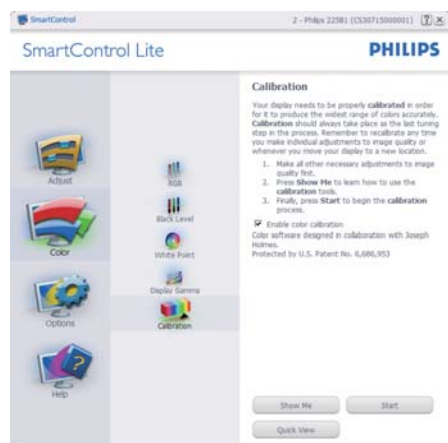 SmartControl
2 - Philips 225B1 (CS30715000001)
SmartControl Lite
PHILIPS
Adjust
Color
Options
Help
RGB
Black Level
White Point
Display Gamma
Calibration
Calibration
Your display needs to be properly calibrated in order
for it to produce the widest range of colors accurately.
Calibration should always take place as the last tuning
step in the process. Remember to recalibrate any time
you make individual adjustments to image quality or
whenever you move your display to a new location.
1. Make all other necessary adjustments to image
quality first.
2. Press Show Me to learn how to use the
calibration tools.
3. Finally, press Start to begin the calibration
process.
Enable color calibration
Color software designed in collaboration with Joseph
Holmes.
Protected by U.S. Patent No. 6,686,953
Show Me
Start
Quick View